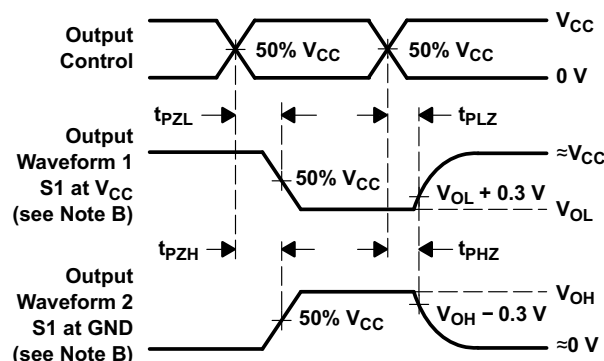 Output
Control
50% VCC
50% VCC
VCC
0 V
tPZL
tPLZ
Output
Waveform 1
S1 at VCC
(see Note B)
50% VCC
≈VCC
VOL + 0.3 V
VOL
tPZH
tPHZ
Output
Waveform 2
S1 at GND
(see Note B)
50% VCC
VOH
VOH − 0.3 V
≈0 V